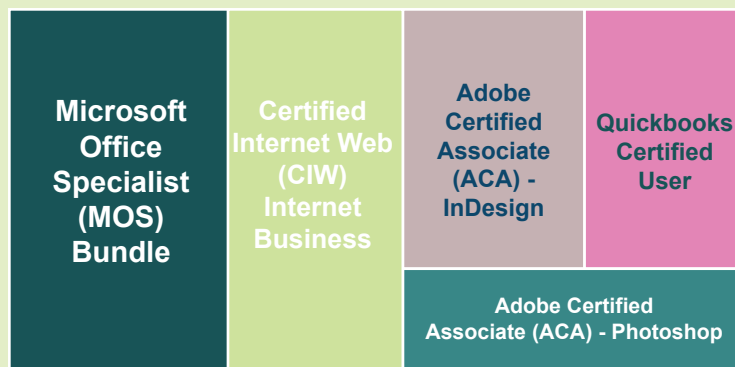 Microsoft
Office
Specialist
(MOS)
Bundle
Certified
Internet Web
(CIW)
Internet
Business
Adobe
Certified
Associate
(ACA) -
InDesign
Quickbooks
Certified
User
Adobe Certified
Associate (ACA) - Photoshop